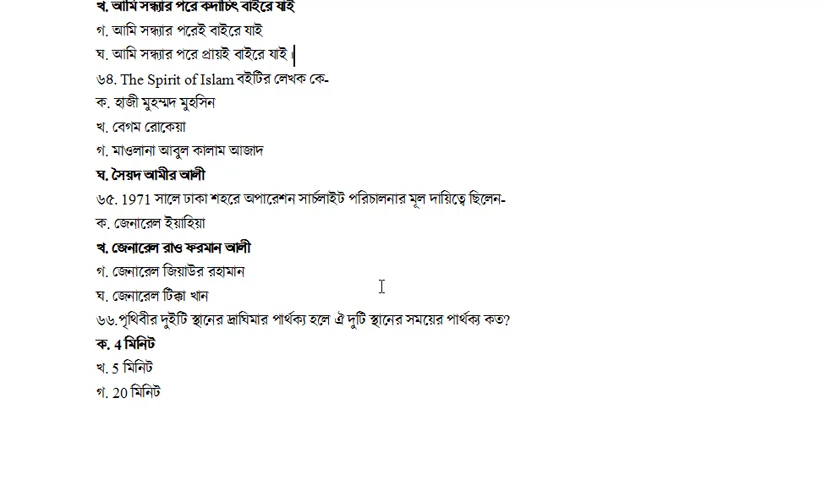 খ. আমি সন্ধ্যার পরে কদাচিৎ বাইরে যাই
গ. আমি সন্ধ্যার পরেই বাইরে যাই
ঘ. আমি সন্ধ্যার পরে প্রায়ই বাইরে যাই।
৬৪. The Spirit of Islam বইটির লেখক কে-
ক. হাজী মুহম্মদ মুহসিন
খ. বেগম রোকেয়া
গ. মাওলানা আবুল কালাম আজাদ
ঘ. সৈয়দ আমীর আলী
৬৫. 1971 সালে ঢাকা শহরে অপারেশন সার্চলাইট পরিচালনার মূল দায়িত্বে ছিলেন-
ক. জেনারেল ইয়াহিয়া
খ. জেনারেল রাও ফরমান আলী
গ. জেনারেল জিয়াউর রহামান
ঘ. জেনারেল টিক্কা খান
৬৬.পৃথিবীর দুইটি স্থানের দ্রাঘিমার পার্থক্য হলে ঐ দুটি স্থানের সময়ের পার্থক্য কত?
ক. 4 মিনিট
খ. 5 মিনিট
গ. 20 মিনিট